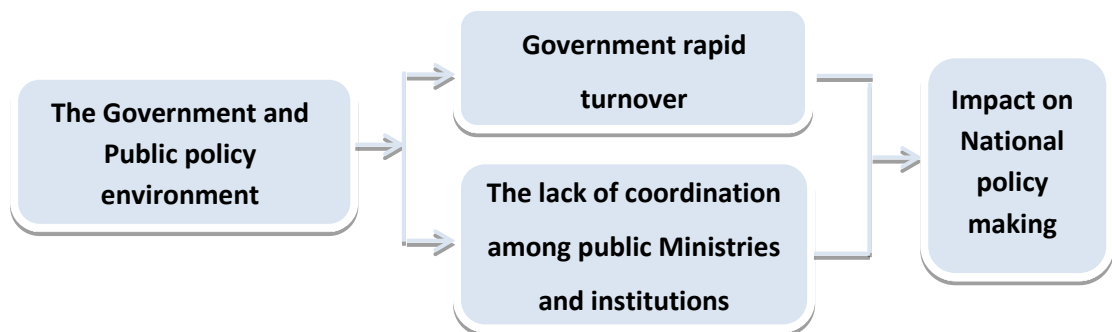 The Government and
Public policy
environment
Government rapid
turnover
The lack of coordination
among public Ministries
and institutions
Impact on
National
policy
making